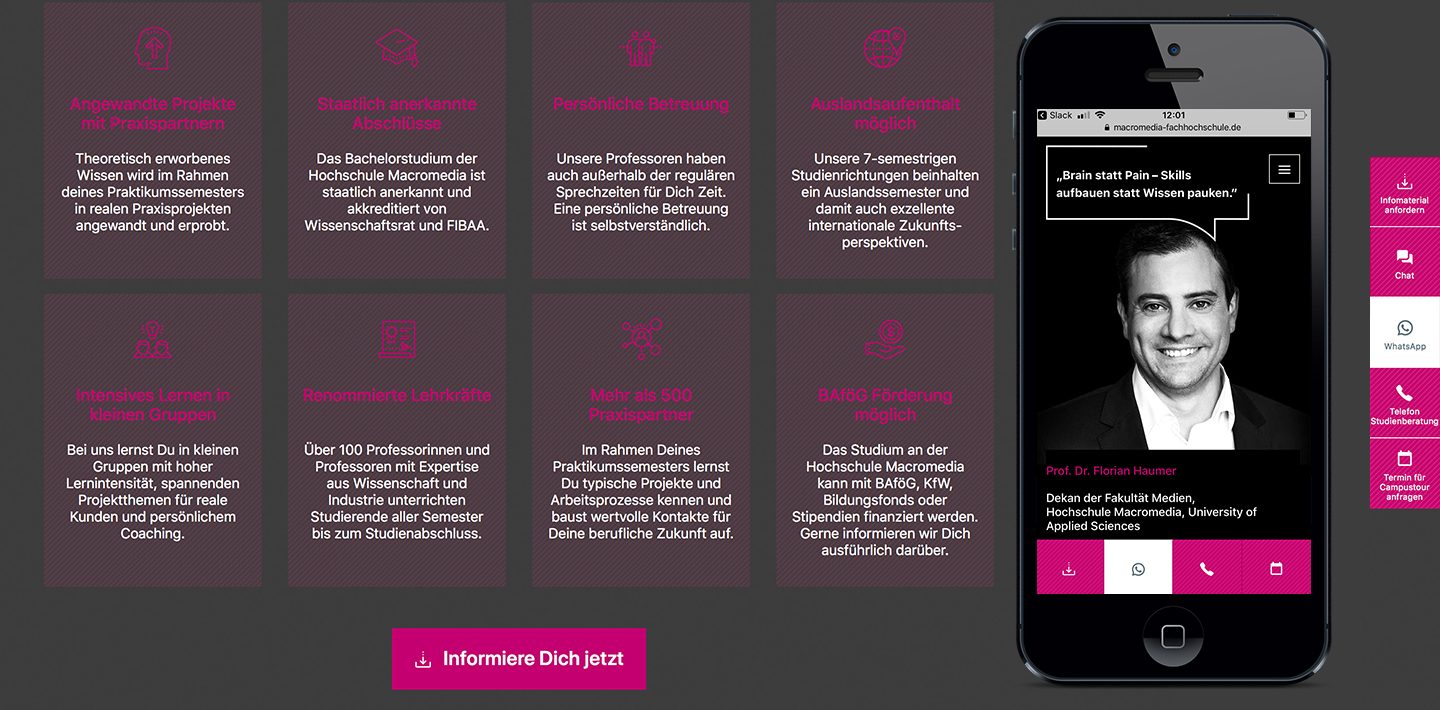 Angewandte Projekte
mit Praxispartnern
Theoretisch erworbenes
Wissen wird im Rahmen
deines Praktikumssemesters
in realen Praxisprojekten
angewandt und erprobt.
Staatlich anerkannte
Abschlüsse
Das Bachelorstudium der
Hochschule Macromedia ist
staatlich anerkannt und
akkreditiert von
Wissenschaftsrat und FIBAA.
Persönliche Betreuung
Unsere Professoren haben
auch außerhalb der regulären
Sprechzeiten für Dich Zeit.
Eine persönliche Betreuung
ist selbstverständlich.
Auslandsaufenthalt
möglich
Unsere 7-semestrigen
Studienrichtungen beinhalten
ein Auslandssemester und
damit auch exzellente
internationale Zukunfts-
perspektiven.
Intensives Lernen in
kleinen Gruppen
Bei uns lernst Du in kleinen
Gruppen mit hoher
Lernintensität, spannenden
Projektthemen für reale
Kunden und persönlichem
Coaching.
Renommierte Lehrkräfte
Über 100 Professorinnen und
Professoren mit Expertise
aus Wissenschaft und
Industrie unterrichten
Studierende aller Semester
bis zum Studienabschluss.
Mehr als 500
Praxispartner
Im Rahmen Deines
Praktikumssemesters lernst
Du typische Projekte und
Arbeitsprozesse kennen und
baust wertvolle Kontakte für
Deine berufliche Zukunft auf.
BAföG Förderung
möglich
Das Studium an der
Hochschule Macromedia
kann mit BAföG, KfW,
Bildungsfonds oder
Stipendien finanziert werden.
Gerne informieren wir Dich
ausführlich darüber.
Informiere Dich jetzt
Slack 12:01
macromedia-fachhochschule.de
„Brain statt Pain – Skills
aufbauen statt Wissen pauken.”
Prof. Dr. Florian Haumer
Dekan der Fakultät Medien,
Hochschule Macromedia, University of
Applied Sciences
Infomaterial
anfordern
Chat
WhatsApp
Telefon
Studienberatung
Termin für
Campustour
anfragen